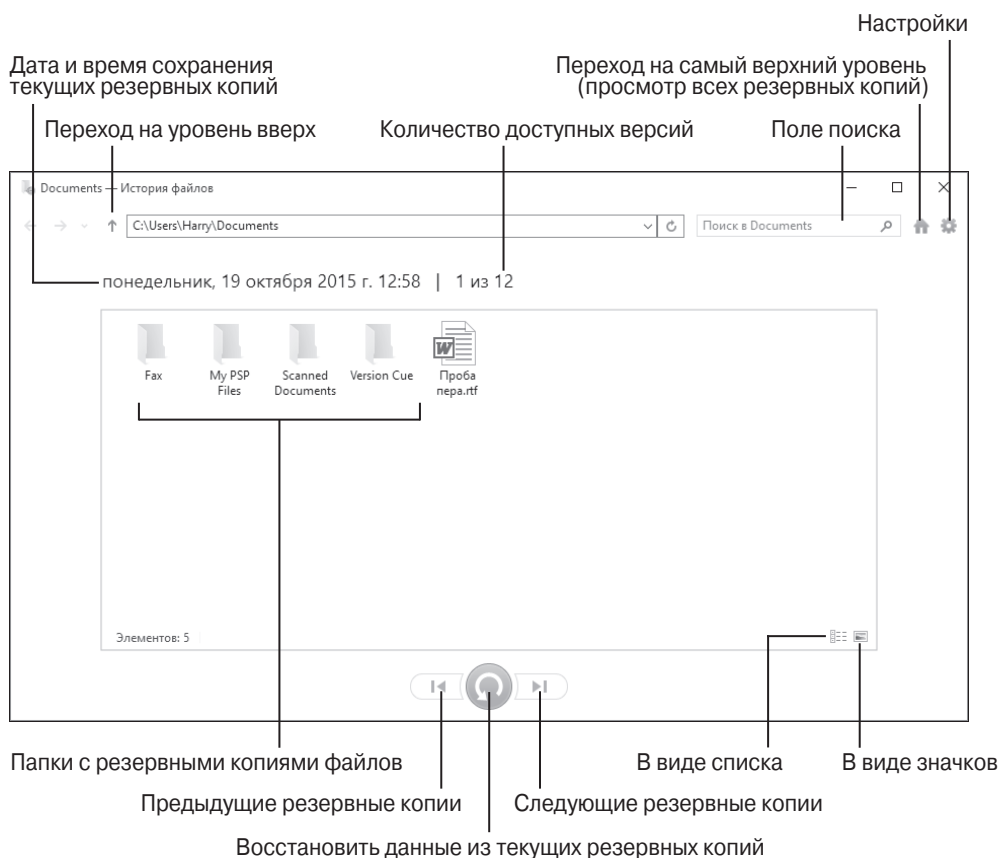 Настройки
Дата и время сохранения
текущих резервных копий
Переход на самый верхний уровень
(просмотр всех резервных копий)
Переход на уровень вверх
Количество доступных версий
Поле поиска
Documents — История файлов
C:\Users\Harry\Documents
Поиск в Documents
понедельник, 19 октября 2015 г. 12:58 | 1 из 12
Fax
My PSP
Files
Scanned
Documents
Version Cue
W
Проба
пера.rtf
Элементов: 5
Папки с резервными копиями файлов
В виде списка
В виде значков
Предыдущие резервные копии
Следующие резервные копии
Восстановить данные из текущих резервных копий